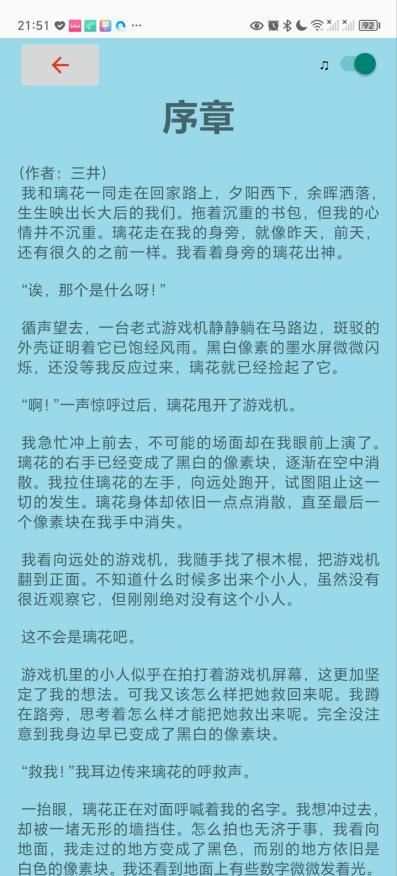 21:51
92
♫
序章
(作者：三井)
我和璃花一同走在回家路上，夕阳西下，余晖洒落，
生生映出长大后的我们。拖着沉重的书包，但我的心
情并不沉重。璃花走在我的身旁，就像昨天，前天，
还有很久的之前一样。我看着身旁的璃花出神。
“诶，那个是什么呀！”
循声望去，一台老式游戏机静静躺在马路边，斑驳的
外壳证明着它已饱经风雨。黑白像素的墨水屏微微闪
烁，还没等我反应过来，璃花就已经捡起了它。
“啊！”一声惊呼过后，璃花甩开了游戏机。
我急忙冲上前去，不可能的场面却在我眼前上演了。
璃花的右手已经变成了黑白的像素块，逐渐在空中消
散。我拉住璃花的左手，向远处跑开，试图阻止这一
切的发生。璃花身体却依旧一点点消散，直至最后一
个像素块在我手中消失。
我看向远处的游戏机，我随手找了根木棍，把游戏机
翻到正面。不知道什么时候多出来个小人，虽然没有
很近观察它，但刚刚绝对没有这个小人。
这不会是璃花吧。
游戏机里的小人似乎在拍打着游戏机屏幕，这更加坚
定了我的想法。可我又该怎么样把她救回来呢。我蹲
在路旁，思考着怎么样才能把她救出来呢。完全没注
意到我身边早已变成了黑白的像素块。
“救我！”我耳边传来璃花的呼救声。
一抬眼，璃花正在对面呼喊着我的名字。我想冲过去，
却被一堵无形的墙挡住。怎么拍也无济于事，我看向
地面，我走过的地方变成了黑色，而别的地方依旧是
白色的像素块。我还看到地面上有些数字微微发着光。